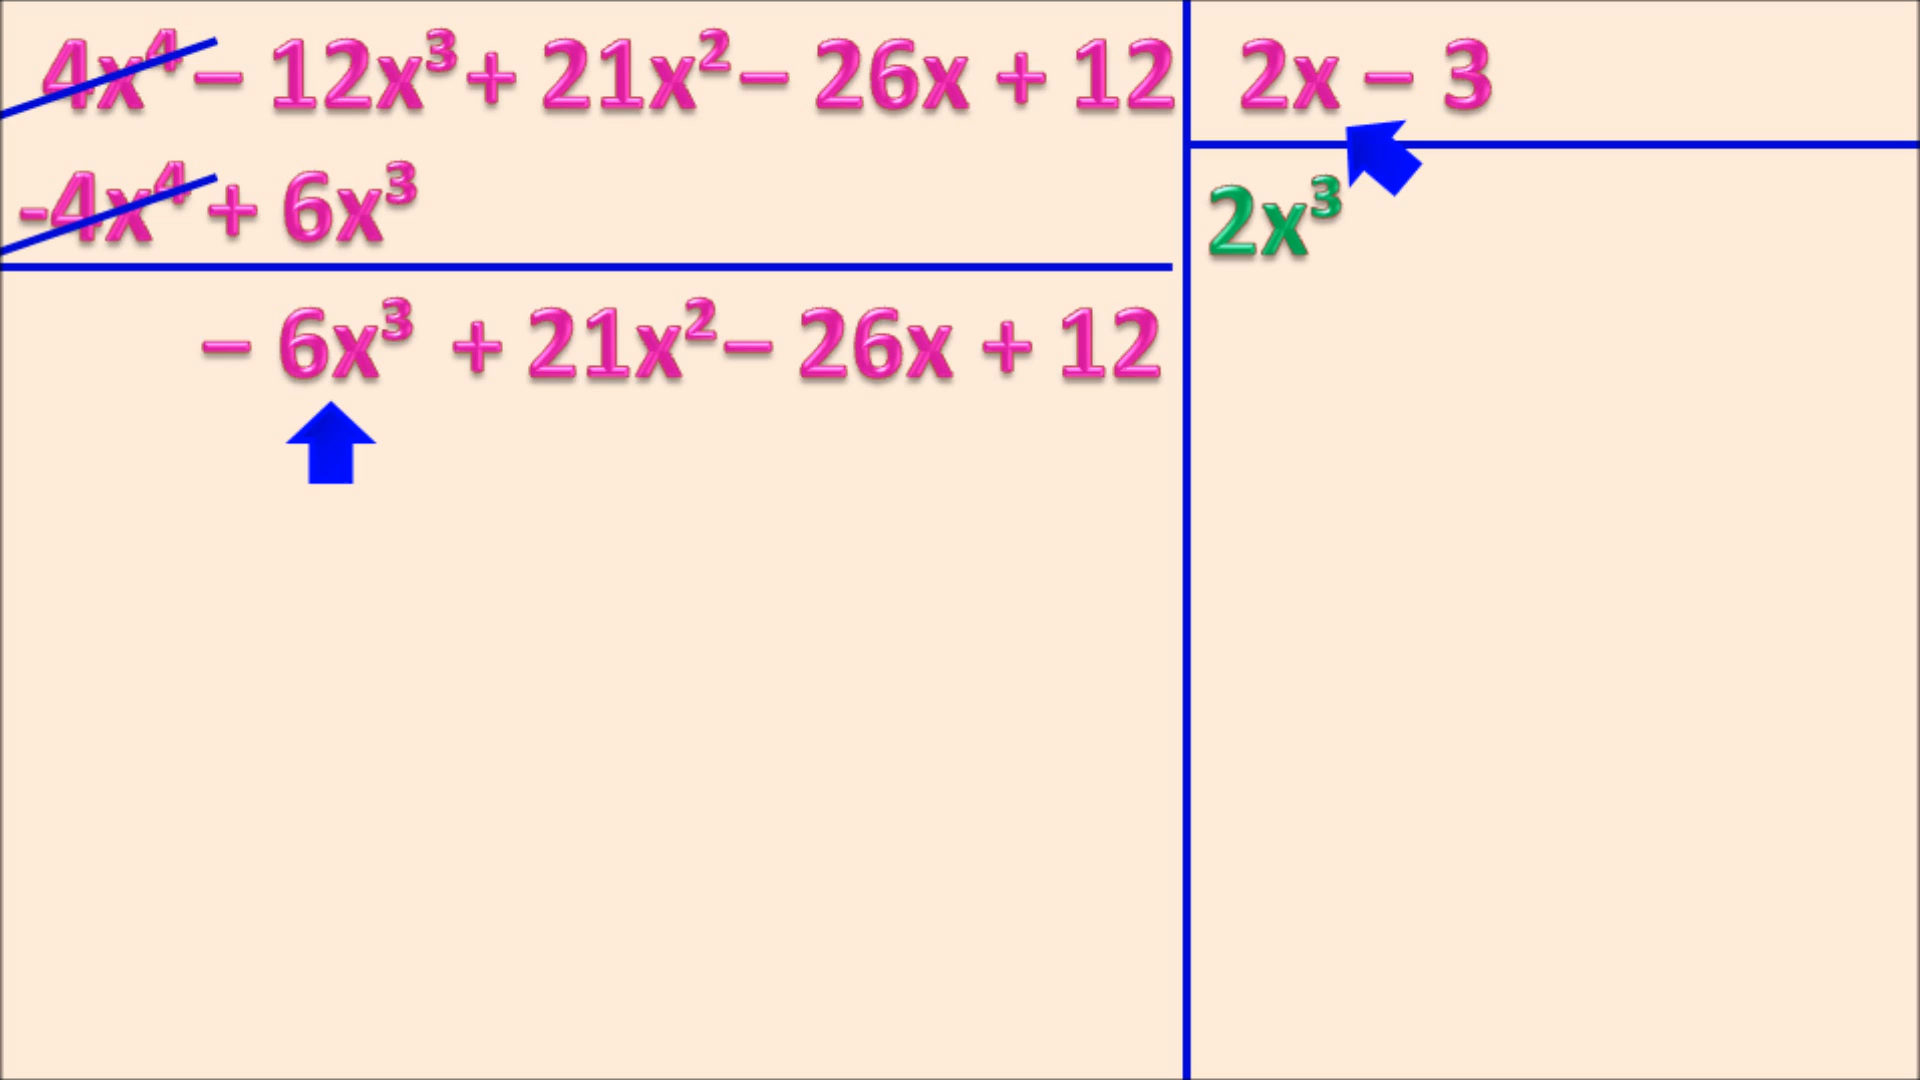 4x⁴ – 12x³ + 21x² – 26x + 12
2x – 3
-4x⁴ + 6x³
2x³
– 6x³ + 21x² – 26x + 12